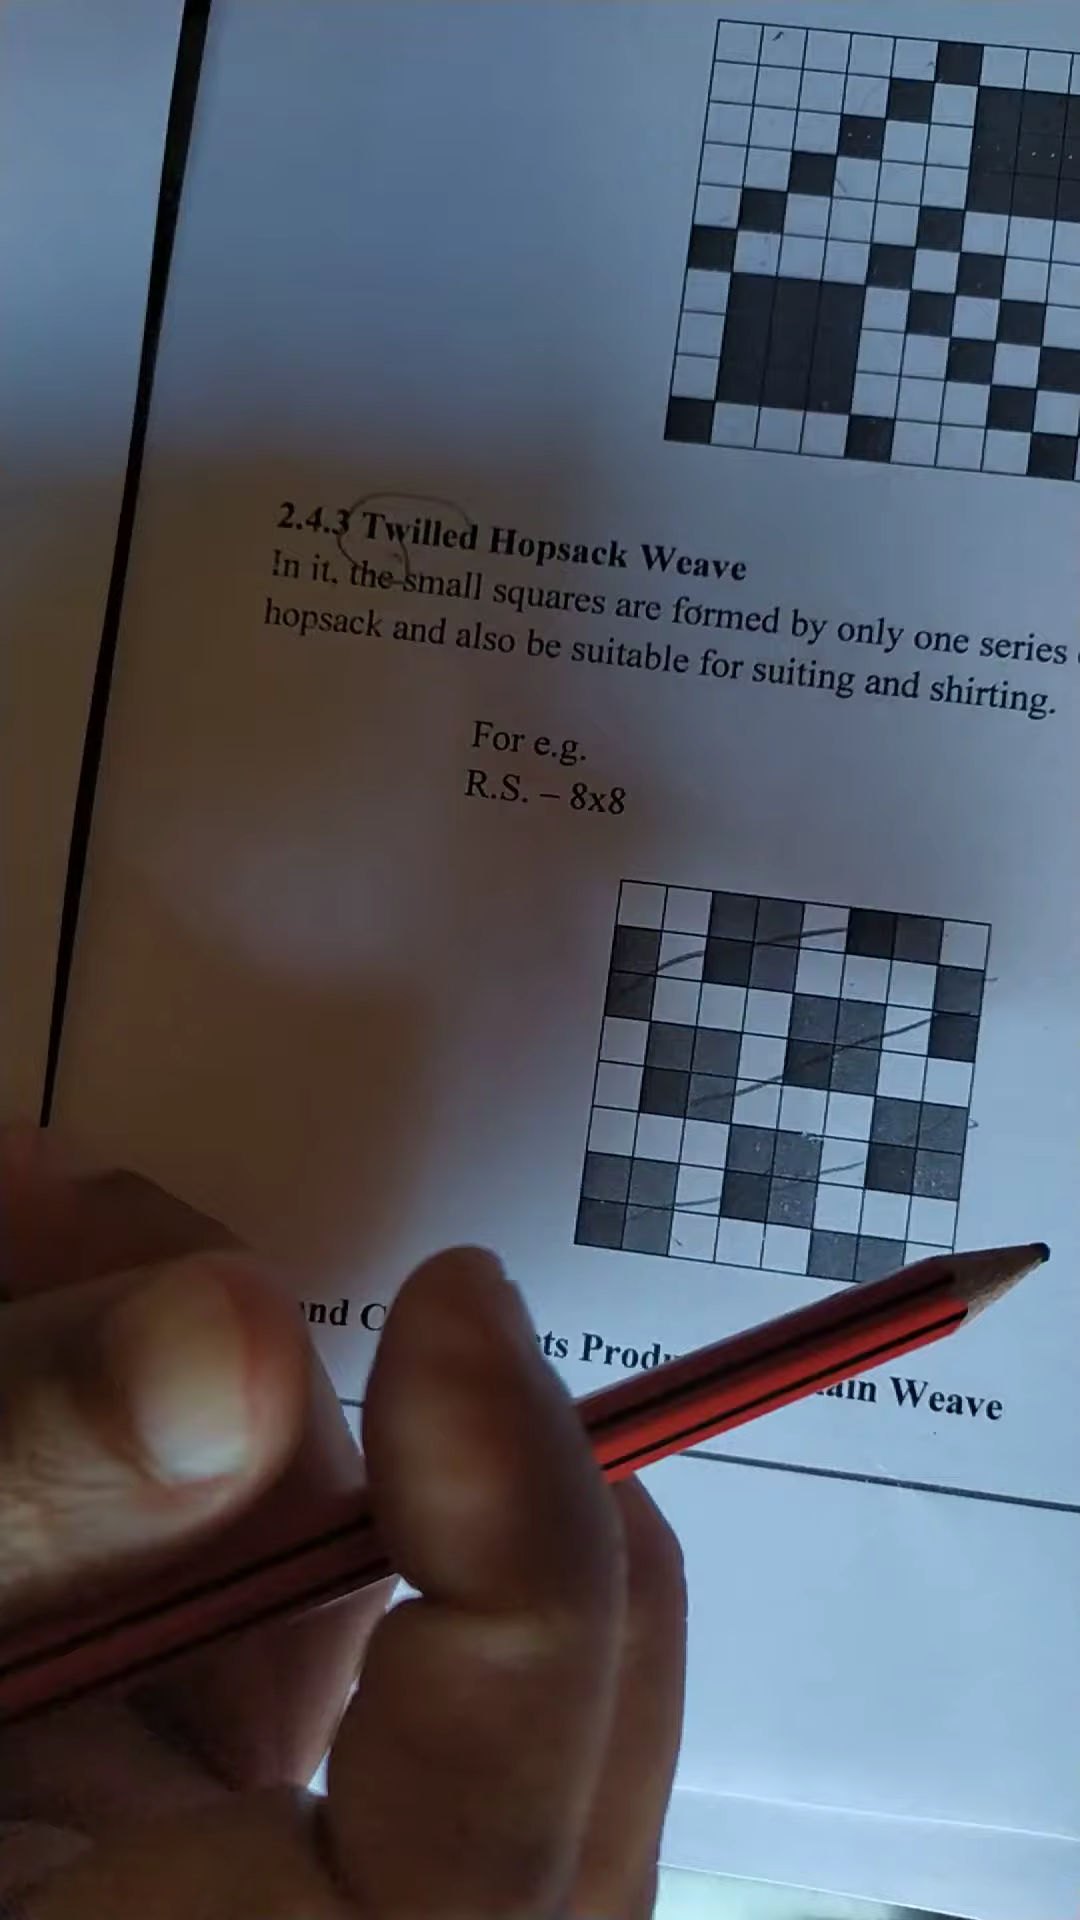 2.4.3 Twilled Hopsack Weave
In it, the small squares are formed by only one series
hopsack and also be suitable for suiting and shirting.
For e.g.
R.S. – 8x8
Weave